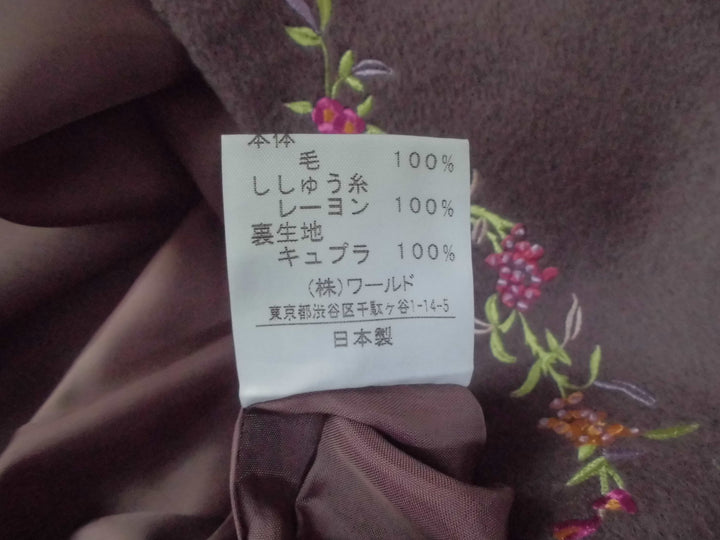 本体
毛 100%
ししゅう糸
レーヨン 100%
裏生地
キュプラ 100%
(株)ワールド
東京都渋谷区千駄ヶ谷1-14-5
日本製